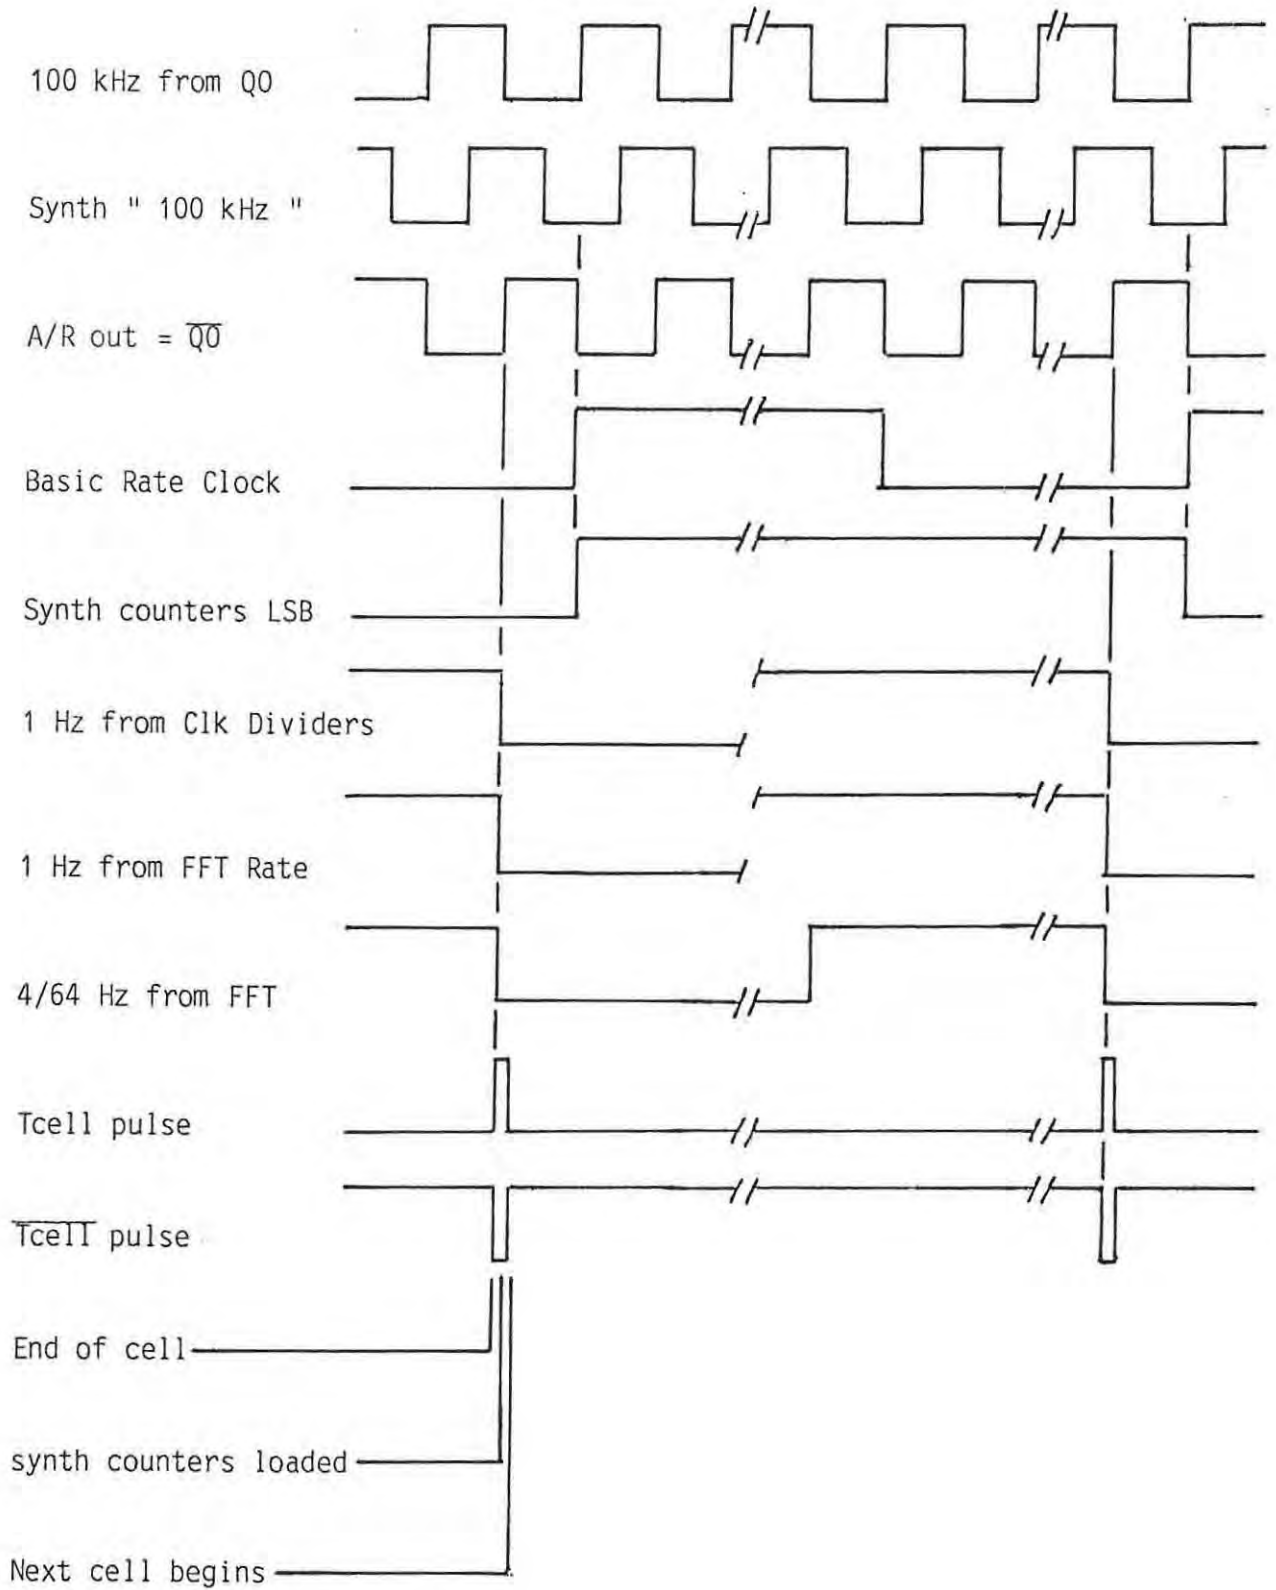 100 kHz from Q0
Synth " 100 kHz "
A/R out = Q̅0̅
Basic Rate Clock
Synth counters LSB
1 Hz from Clk Dividers
1 Hz from FFT Rate
4/64 Hz from FFT
Tcell pulse
T̅c̅e̅l̅l̅ pulse
End of cell
synth counters loaded
Next cell begins